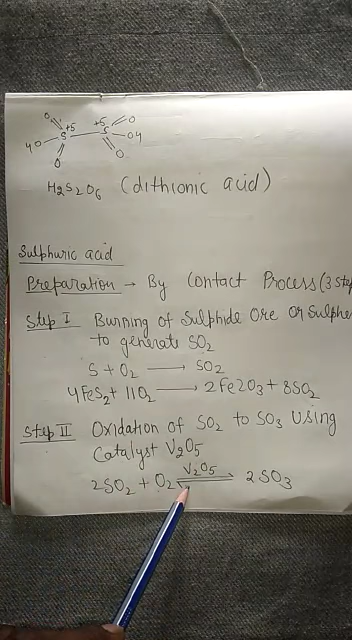 O +5 +5 O
HO S S OH
O O
H2S2O6 (dithionic acid)
Sulphuric acid
Preparation → By Contact Process (3 Step
Step I Burning of Sulphide Ore or Sulphe
to generate SO2
S + O2 → SO2
4FeS2 + 11O2 → 2Fe2O3 + 8SO2
Step II Oxidation of SO2 to SO3 Using
Catalyst V2O5
V2O5
2SO2 + O2 ⇌ 2SO3